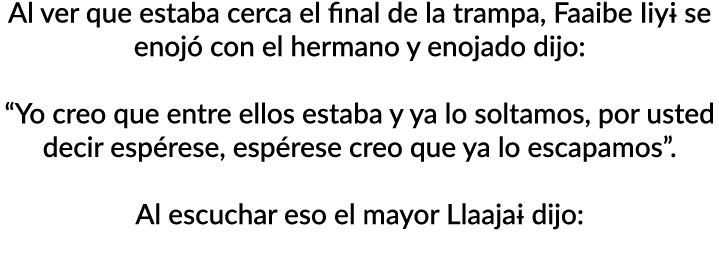 Al ver que estaba cerca el final de la trampa, Faaibe Iiyɨ se
enojó con el hermano y enojado dijo:
“Yo creo que entre ellos estaba y ya lo soltamos, por usted
decir espérese, espérese creo que ya lo escapamos”.
Al escuchar eso el mayor Llaajaɨ dijo: